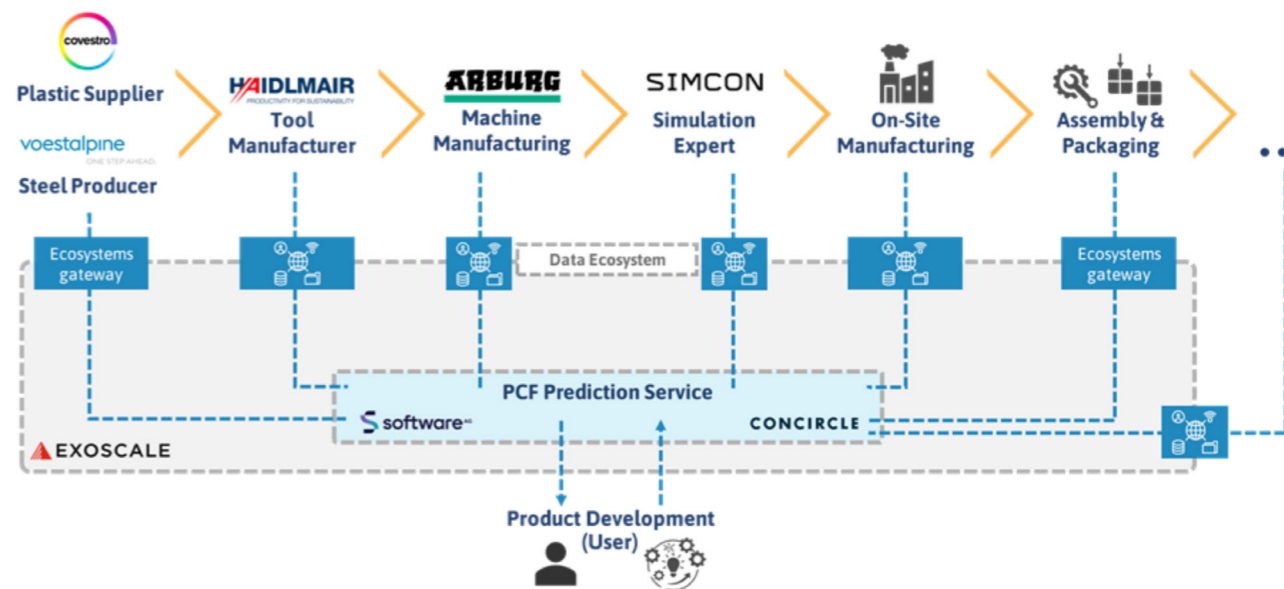 covestro
Plastic Supplier
voestalpine
ONE STEP AHEAD.
Steel Producer
HAIDLMAIR
PRODUCTIVITY FOR SUSTAINABILITY
Tool
Manufacturer
ARBURG
Machine
Manufacturing
SIMCON
Simulation
Expert
On-Site
Manufacturing
Assembly &
Packaging
...
Ecosystems
gateway
Data Ecosystem
Ecosystems
gateway
PCF Prediction Service
software AG
CONCIRCLE
EXOSCALE
Product Development
(User)